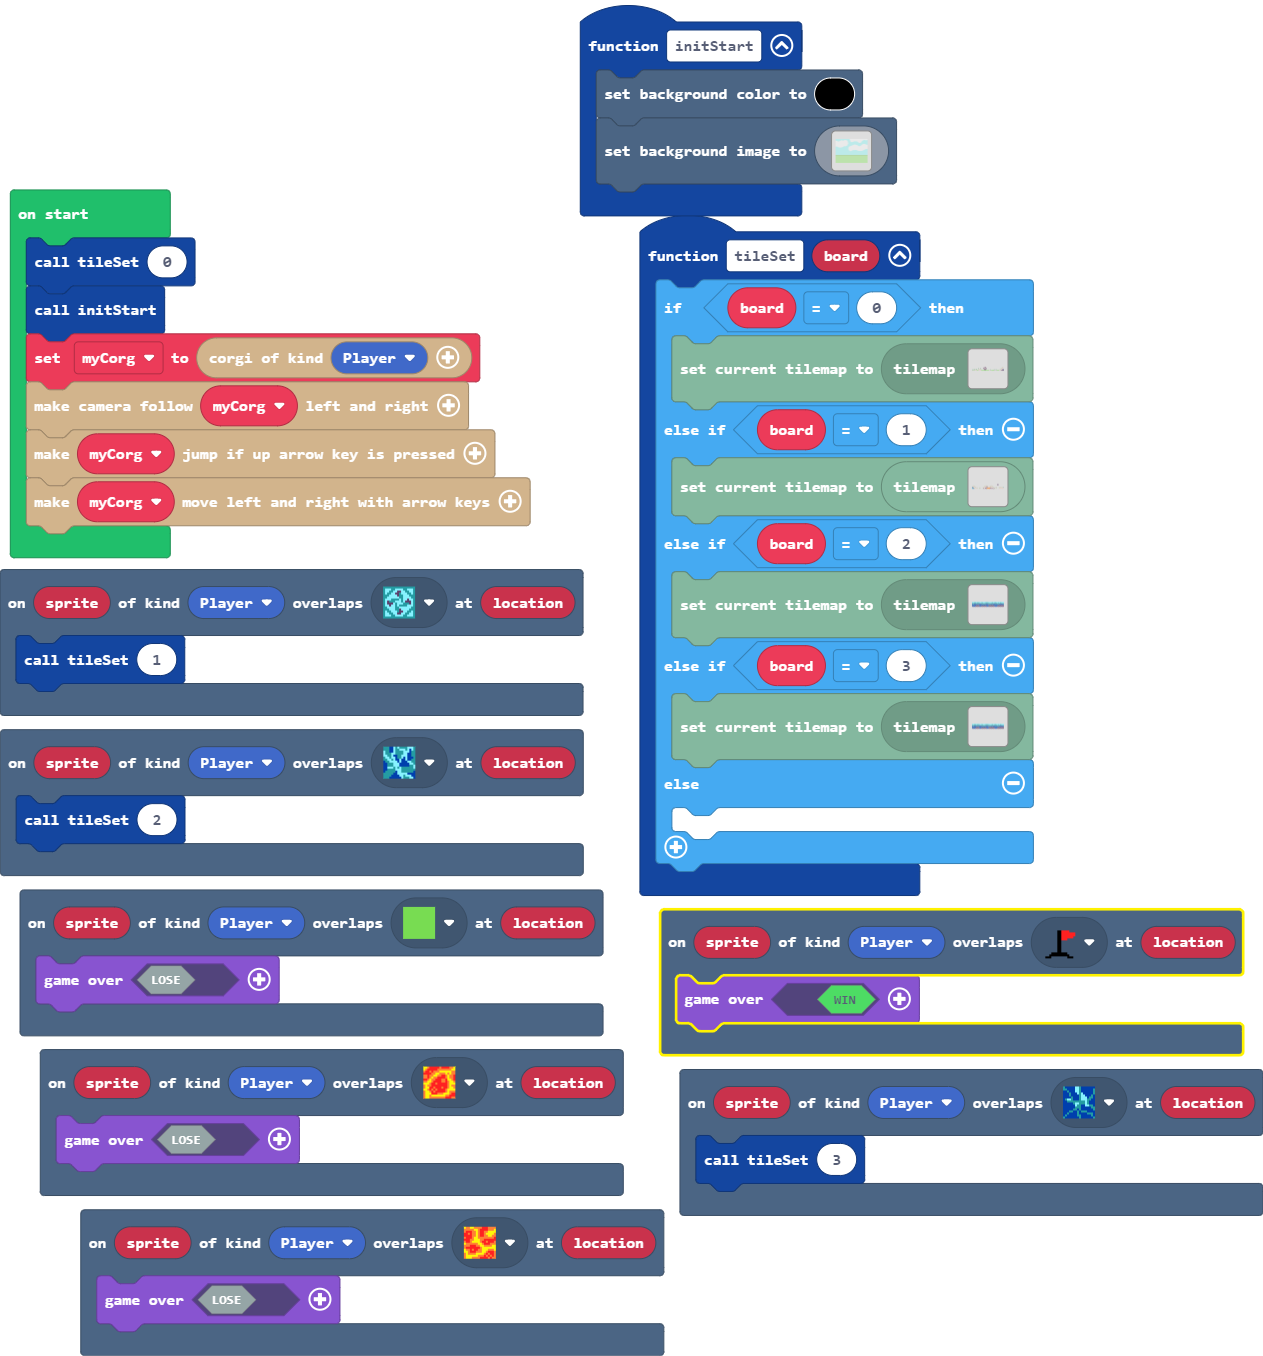 function initStart
set background color to
set background image to
on start
call tileSet 0
call initStart
set myCorg to corgi of kind Player
make camera follow myCorg left and right
make myCorg jump if up arrow key is pressed
make myCorg move left and right with arrow keys
function tileSet board
if board = 0 then
set current tilemap to tilemap
else if board = 1 then
set current tilemap to tilemap
else if board = 2 then
set current tilemap to tilemap
else if board = 3 then
set current tilemap to tilemap
else
on sprite of kind Player overlaps at location
call tileSet 1
on sprite of kind Player overlaps at location
call tileSet 2
on sprite of kind Player overlaps at location
game over LOSE
on sprite of kind Player overlaps at location
game over LOSE
on sprite of kind Player overlaps at location
game over LOSE
on sprite of kind Player overlaps at location
game over WIN
on sprite of kind Player overlaps at location
call tileSet 3